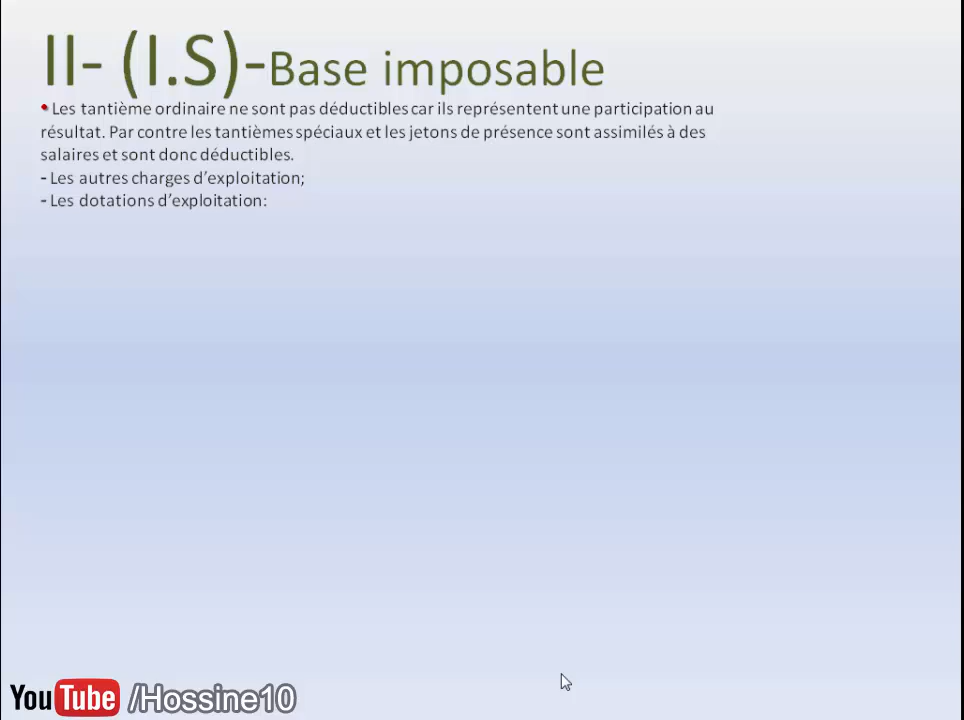 II- (I.S)-Base imposable
• Les tantième ordinaire ne sont pas déductibles car ils représentent une participation au
résultat. Par contre les tantièmes spéciaux et les jetons de présence sont assimilés à des
salaires et sont donc déductibles.
- Les autres charges d’exploitation;
- Les dotations d’exploitation:
YouTube /Hossine10